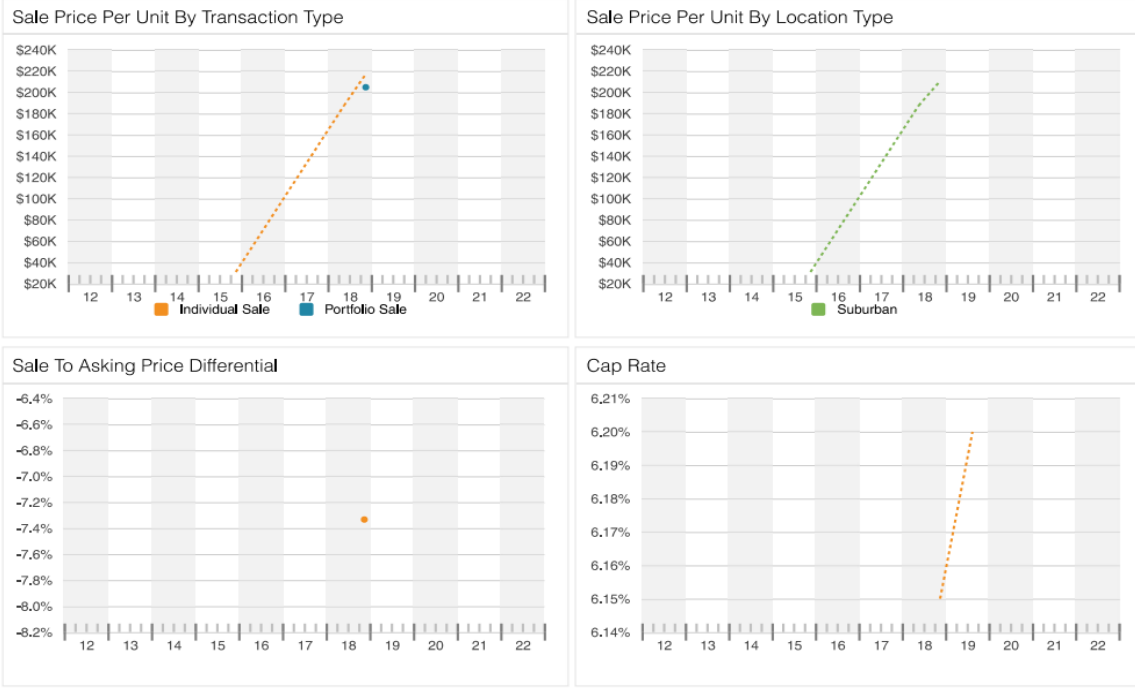 Sale Price Per Unit By Transaction Type
$240K
$220K
$200K
$180K
$160K
$140K
$120K
$100K
$80K
$60K
$40K
$20K
12 13 14 15 16 17 18 19 20 21 22
Individual Sale Portfolio Sale
Sale Price Per Unit By Location Type
$240K
$220K
$200K
$180K
$160K
$140K
$120K
$100K
$80K
$60K
$40K
$20K
12 13 14 15 16 17 18 19 20 21 22
Suburban
Sale To Asking Price Differential
-6.4%
-6.6%
-6.8%
-7.0%
-7.2%
-7.4%
-7.6%
-7.8%
-8.0%
-8.2%
12 13 14 15 16 17 18 19 20 21 22
Cap Rate
6.21%
6.20%
6.19%
6.18%
6.17%
6.16%
6.15%
6.14%
12 13 14 15 16 17 18 19 20 21 22